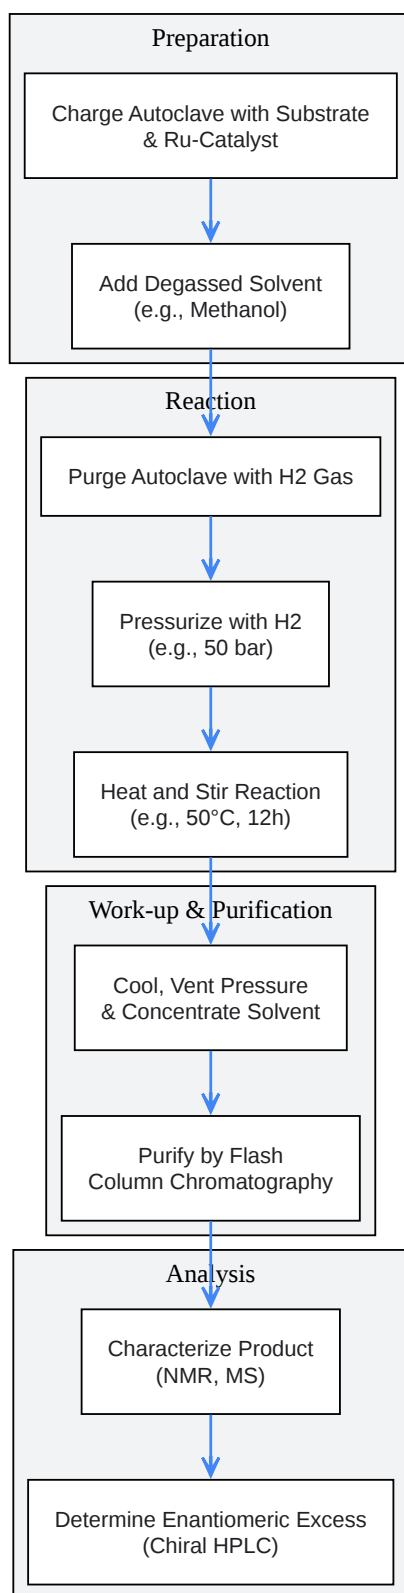 Preparation
Charge Autoclave with Substrate
& Ru-Catalyst
Add Degassed Solvent
(e.g., Methanol)
Reaction
Purge Autoclave with H2 Gas
Pressurize with H2
(e.g., 50 bar)
Heat and Stir Reaction
(e.g., 50°C, 12h)
Work-up & Purification
Cool, Vent Pressure
& Concentrate Solvent
Purify by Flash
Column Chromatography
Analysis
Characterize Product
(NMR, MS)
Determine Enantiomeric Excess
(Chiral HPLC)